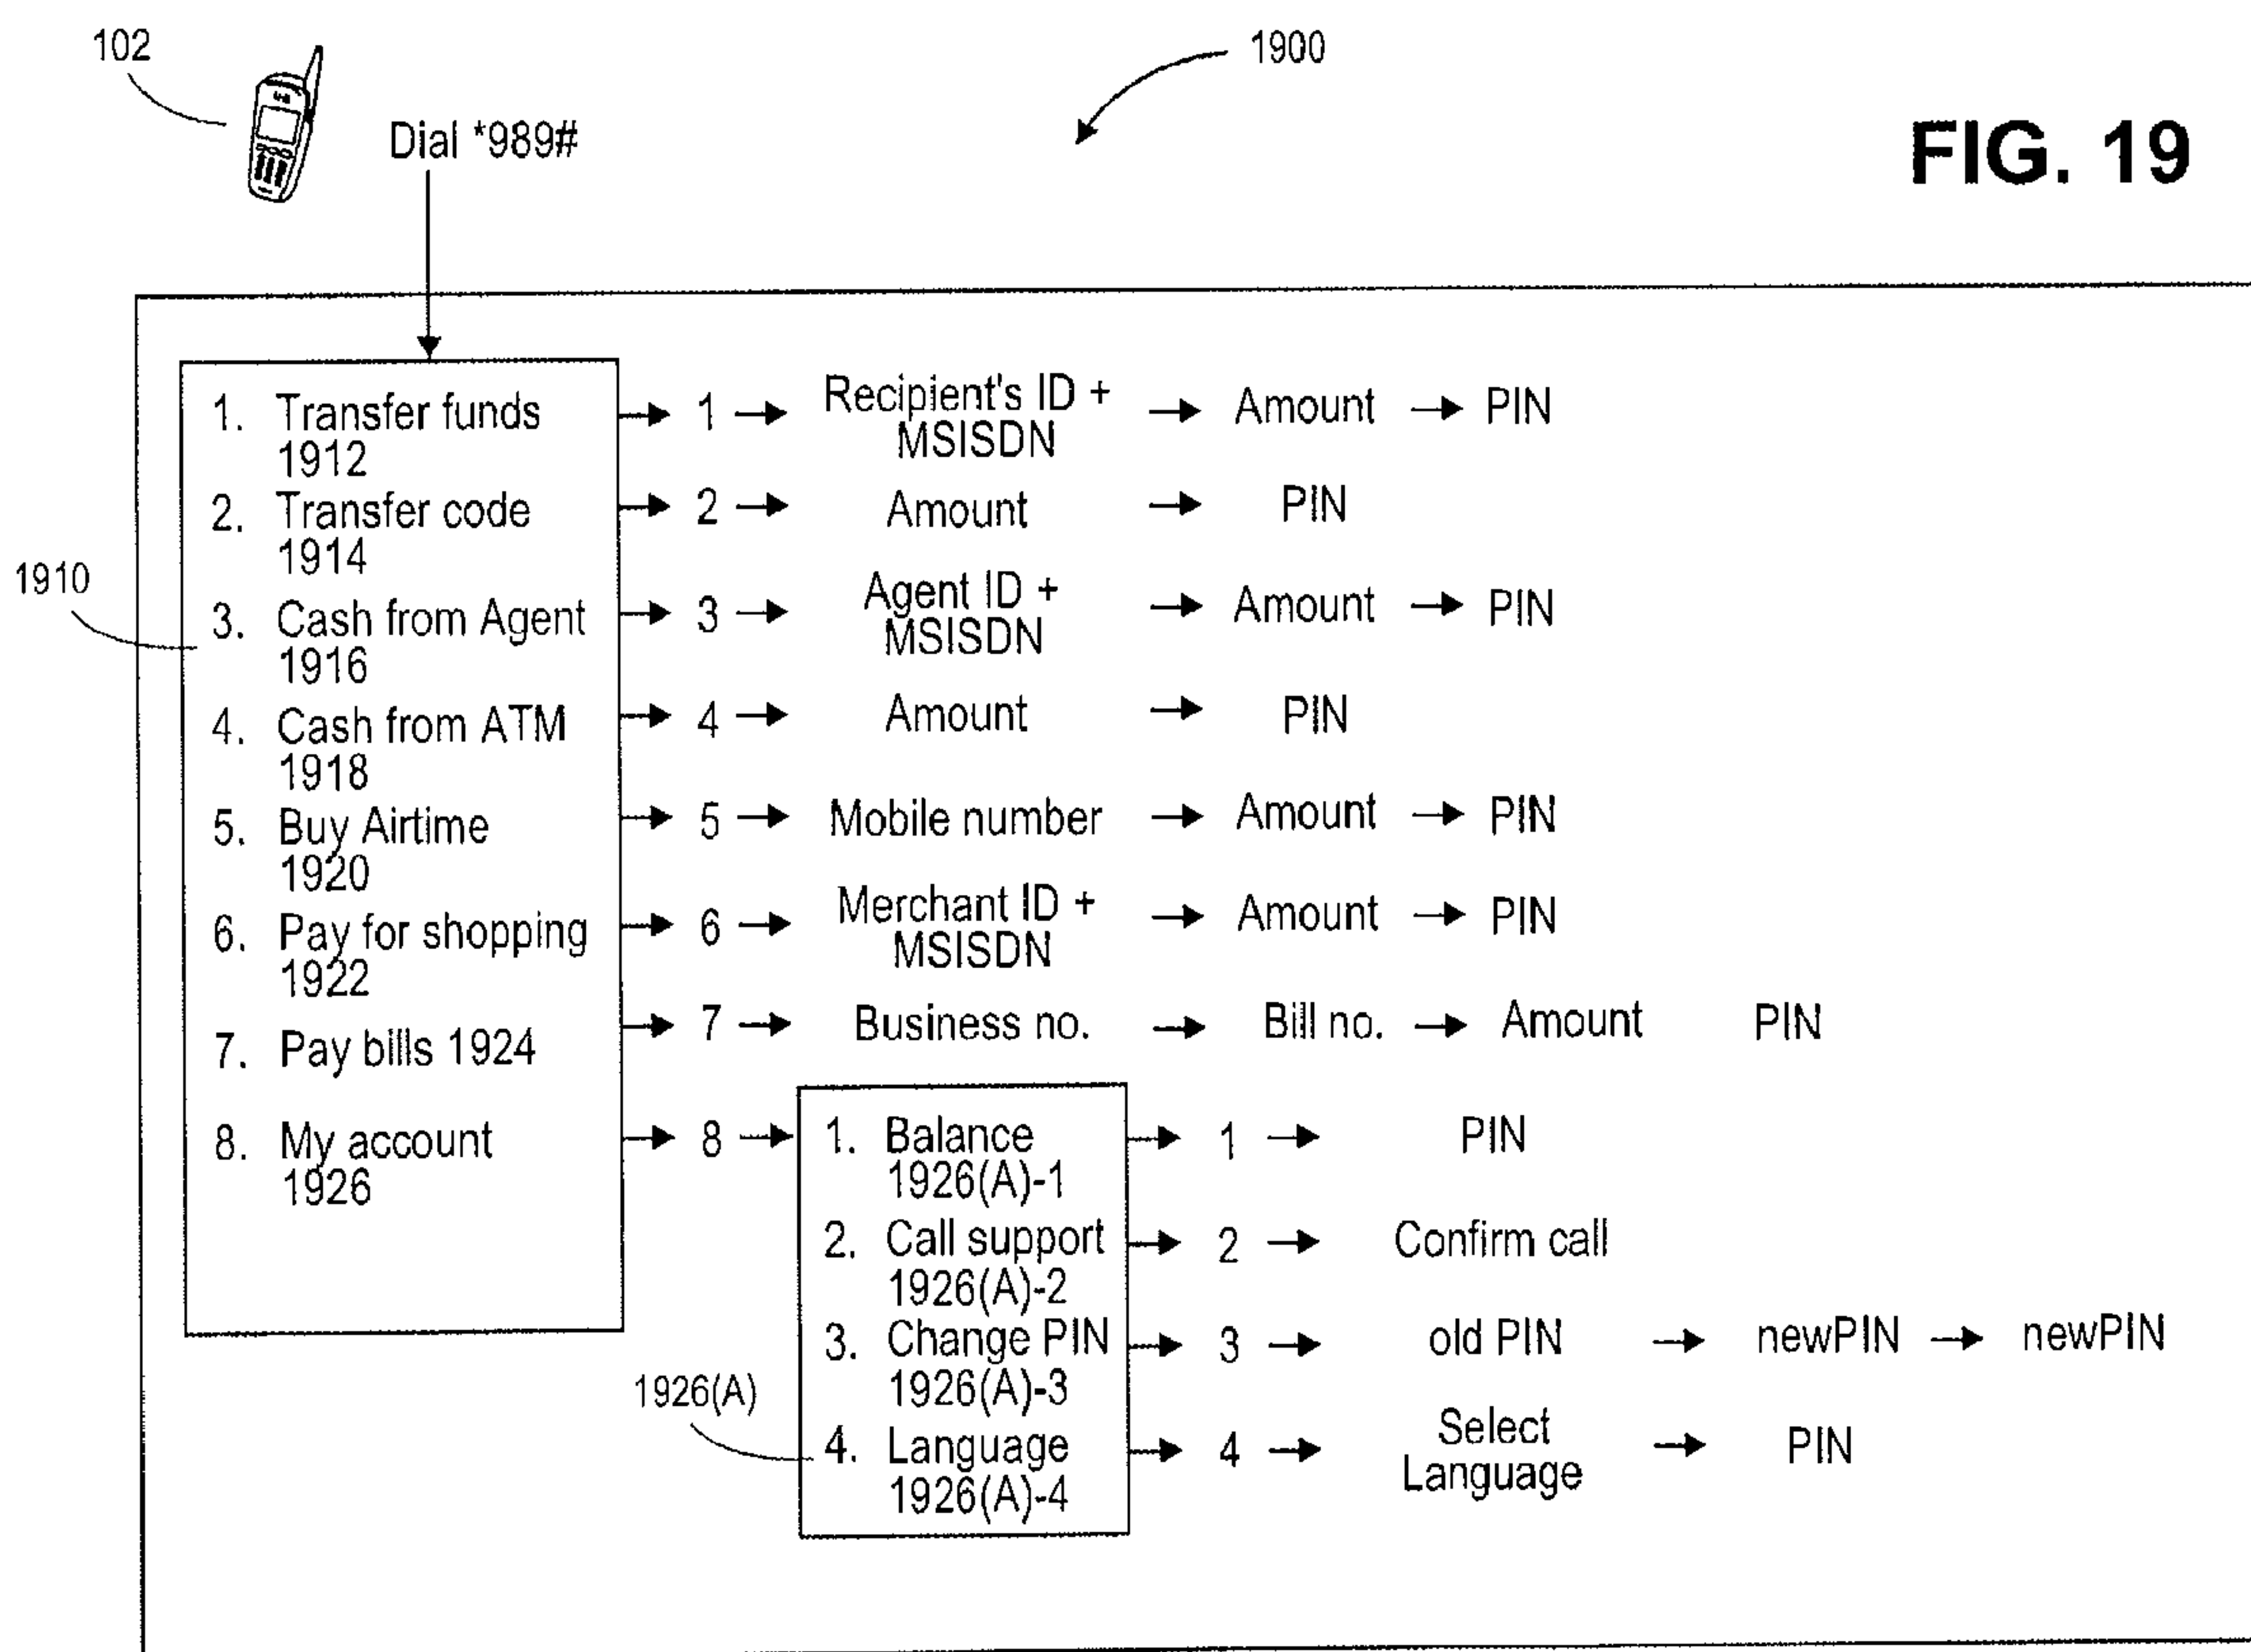 102
1900
Dial *989#
FIG. 19
1. Transfer funds → 1 → Recipient's ID + → Amount → PIN
1912 MSISDN
2. Transfer code → 2 → Amount → PIN
1914
1910
3. Cash from Agent → 3 → Agent ID + → Amount → PIN
1916 MSISDN
4. Cash from ATM → 4 → Amount → PIN
1918
5. Buy Airtime → 5 → Mobile number → Amount → PIN
1920
6. Pay for shopping → 6 → Merchant ID + → Amount → PIN
1922 MSISDN
7. Pay bills 1924 → 7 → Business no. → Bill no. → Amount PIN
8. My account → 8 → 1. Balance → 1 → PIN
1926 1926(A)-1
2. Call support → 2 → Confirm call
1926(A)-2
3. Change PIN → 3 → old PIN → newPIN → newPIN
1926(A) 1926(A)-3
4. Language → 4 → Select → PIN
1926(A)-4 Language